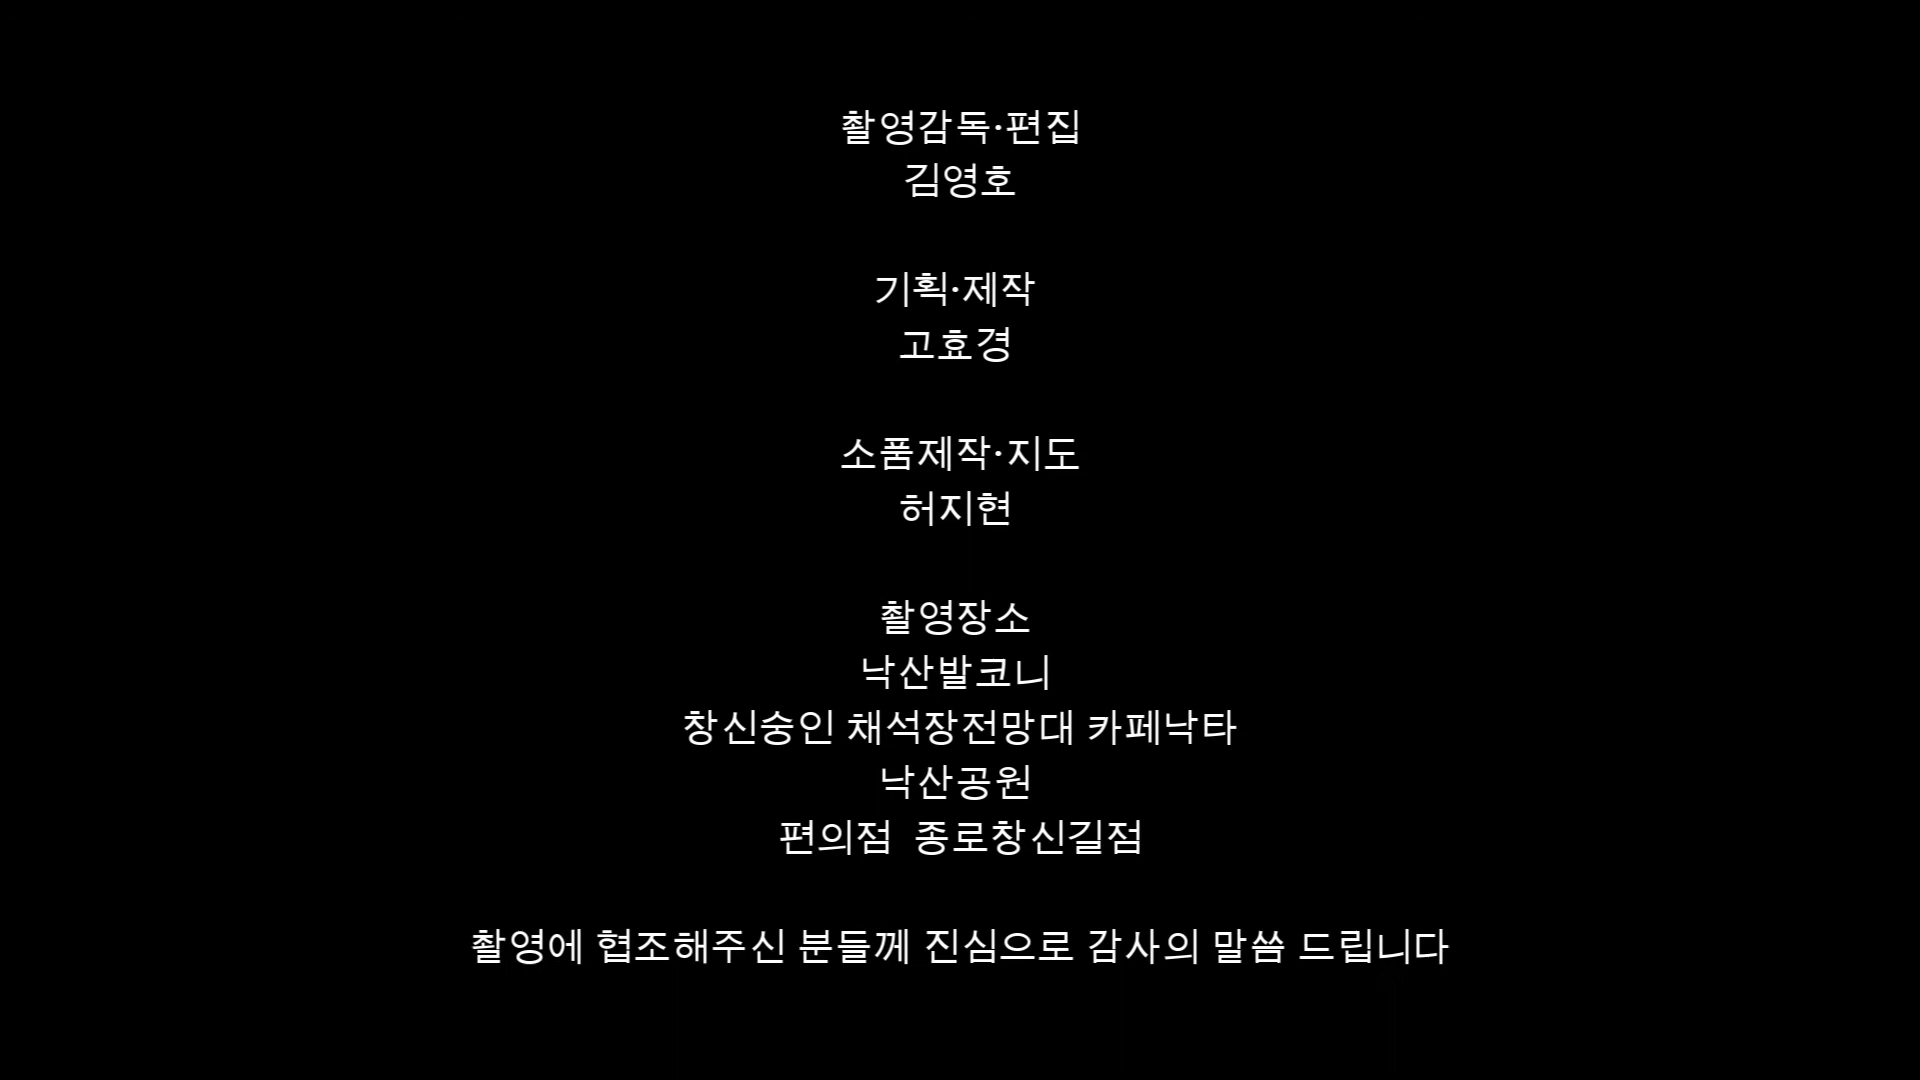 촬영감독·편집
김영호
기획·제작
고효경
소품제작·지도
허지현
촬영장소
낙산발코니
창신숭인 채석장전망대 카페낙타
낙산공원
편의점 종로창신길점
촬영에 협조해주신 분들께 진심으로 감사의 말씀 드립니다